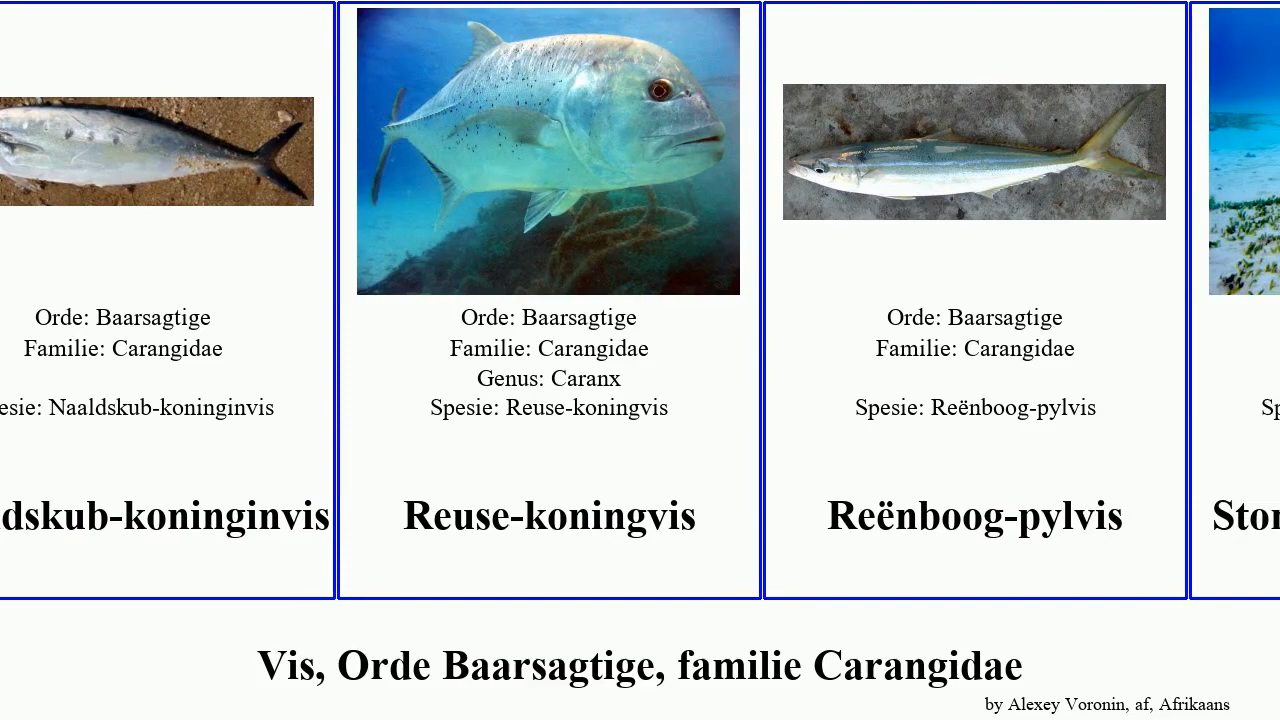 Orde: Baarsagtige
Familie: Carangidae
esie: Naaldskub-koninginvis
dskub-koninginvis
Orde: Baarsagtige
Familie: Carangidae
Genus: Caranx
Spesie: Reuse-koningvis
Reuse-koningvis
Orde: Baarsagtige
Familie: Carangidae
Spesie: Reënboog-pylvis
Reënboog-pylvis
Sp
Stor
Vis, Orde Baarsagtige, familie Carangidae
by Alexey Voronin, af, Afrikaans